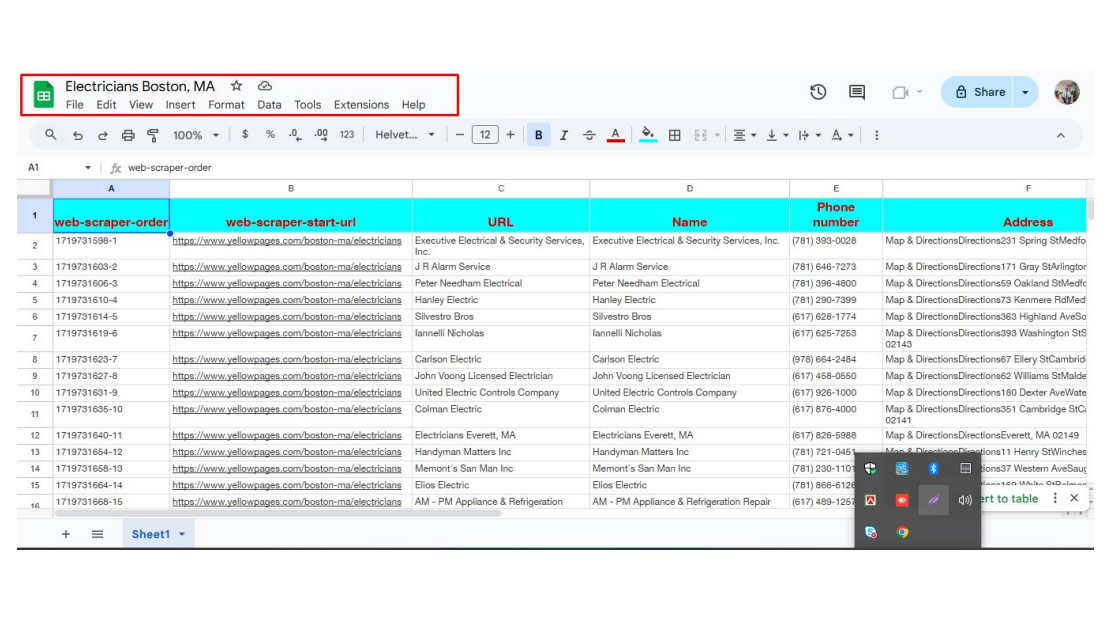 Electricians Boston, MA
File Edit View Insert Format Data Tools Extensions Help
Share
100% $ % .0 .00 123 Helvet... 12 B I S A A
A1 fx web-scraper-order
A B C D E F
1 web-scraper-order web-scraper-start-url URL Name Phone number Address
2 1719731598-1 https://www.yellowpages.com/boston-ma/electricians Executive Electrical & Security Services, Inc. Executive Electrical & Security Services, Inc. (781) 393-0028 Map & DirectionsDirections231 Spring StMedfo
3 1719731603-2 https://www.yellowpages.com/boston-ma/electricians J R Alarm Service J R Alarm Service (781) 646-7273 Map & DirectionsDirections171 Gray StArlington
4 1719731606-3 https://www.yellowpages.com/boston-ma/electricians Peter Needham Electrical Peter Needham Electrical (781) 396-4800 Map & DirectionsDirections59 Oakland StMedfo
5 1719731610-4 https://www.yellowpages.com/boston-ma/electricians Hanley Electric Hanley Electric (781) 290-7399 Map & DirectionsDirections73 Kenmere RdMed
6 1719731614-5 https://www.yellowpages.com/boston-ma/electricians Silvestro Bros Silvestro Bros (617) 628-1774 Map & DirectionsDirections363 Highland AveSo
7 1719731619-6 https://www.yellowpages.com/boston-ma/electricians Iannelli Nicholas Iannelli Nicholas (617) 625-7253 Map & DirectionsDirections393 Washington StS 02143
8 1719731623-7 https://www.yellowpages.com/boston-ma/electricians Carlson Electric Carlson Electric (978) 664-2484 Map & DirectionsDirections67 Ellery StCambrid
9 1719731627-8 https://www.yellowpages.com/boston-ma/electricians John Voong Licensed Electrician John Voong Licensed Electrician (617) 458-0550 Map & DirectionsDirections62 Williams StMalde
10 1719731631-9 https://www.yellowpages.com/boston-ma/electricians United Electric Controls Company United Electric Controls Company (617) 926-1000 Map & DirectionsDirections180 Dexter AveWate
11 1719731635-10 https://www.yellowpages.com/boston-ma/electricians Colman Electric Colman Electric (617) 876-4000 Map & DirectionsDirections351 Cambridge StCa 02141
12 1719731640-11 https://www.yellowpages.com/boston-ma/electricians Electricians Everett, MA Electricians Everett, MA (617) 826-5988 Map & DirectionsDirectionsEverett, MA 02149
13 1719731654-12 https://www.yellowpages.com/boston-ma/electricians Handyman Matters Inc Handyman Matters Inc (781) 721-0451 Map & DirectionsDirections11 Henry StWinches
14 1719731658-13 https://www.yellowpages.com/boston-ma/electricians Memont's San Man Inc Memont's San Man Inc (781) 230-1101 ons37 Western AveSaug
15 1719731664-14 https://www.yellowpages.com/boston-ma/electricians Elios Electric Elios Electric (781) 866-6126
16 1719731668-15 https://www.yellowpages.com/boston-ma/electricians AM - PM Appliance & Refrigeration AM - PM Appliance & Refrigeration Repair (617) 489-1257 ert to table
Sheet1